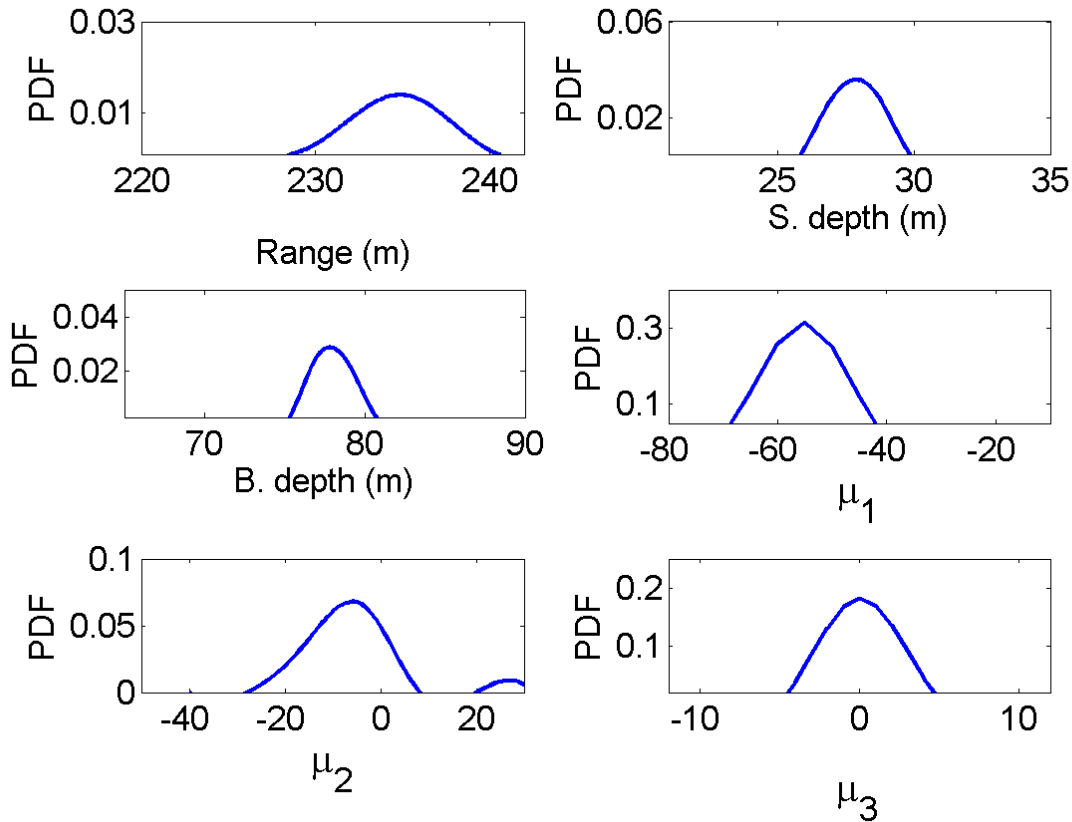 0.03
PDF
0.01
220 230 240
Range (m)
0.06
PDF
0.02
25 30 35
S. depth (m)
0.04
PDF
0.02
70 80 90
B. depth (m)
0.3
PDF
0.1
-80 -60 -40 -20
μ1
0.1
PDF
0.05
0
-40 -20 0 20
μ2
0.2
PDF
0.1
-10 0 10
μ3